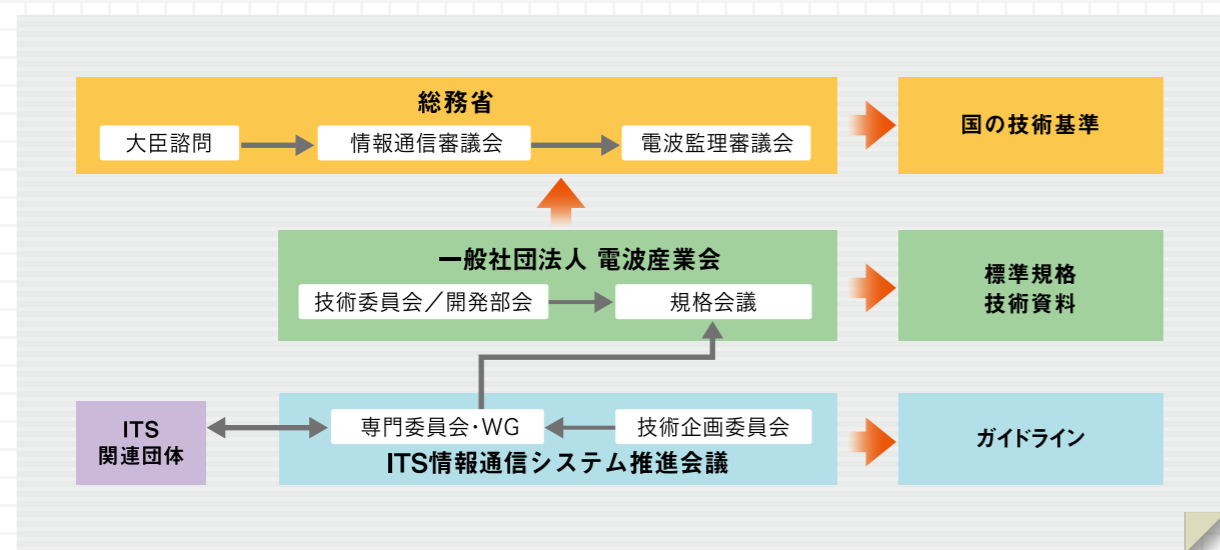 総務省
大臣諮問
情報通信審議会
電波監理審議会
国の技術基準
一般社団法人 電波産業会
技術委員会／開発部会
規格会議
標準規格
技術資料
ITS
関連団体
専門委員会・WG
技術企画委員会
ITS情報通信システム推進会議
ガイドライン